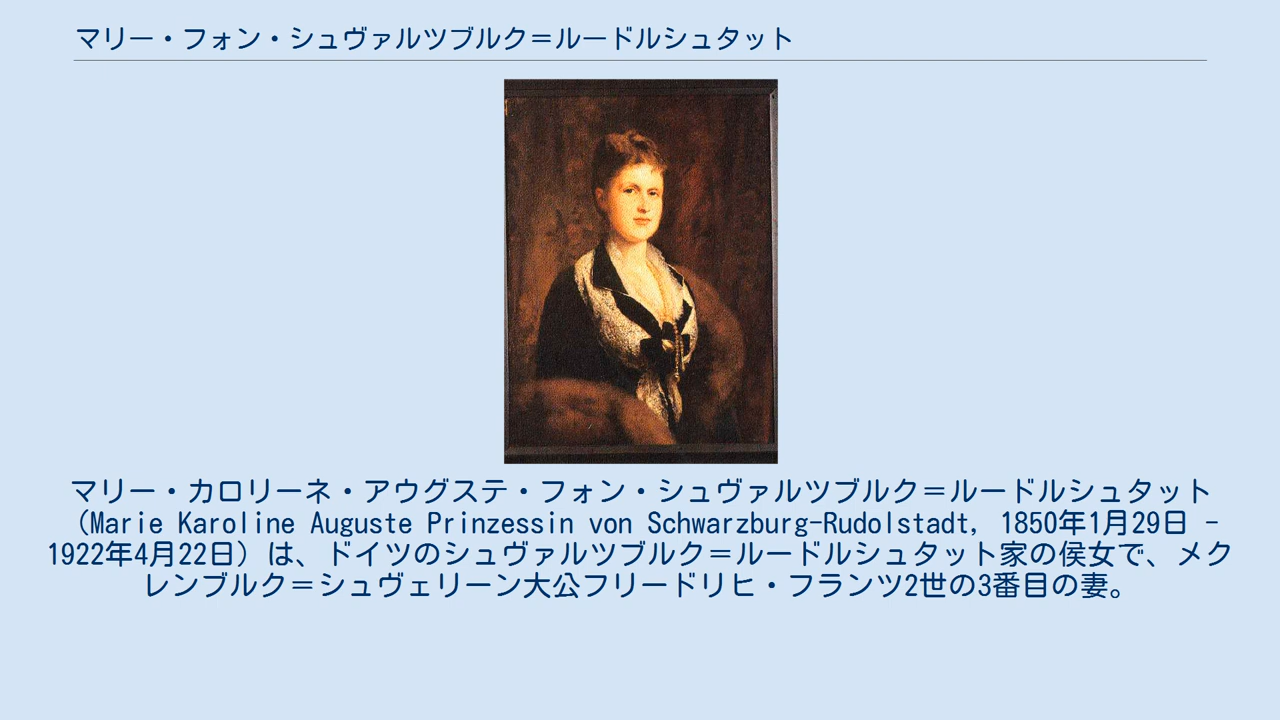 マリー・フォン・シュヴァルツブルク＝ルードルシュタット
マリー・カロリーネ・アウグステ・フォン・シュヴァルツブルク＝ルードルシュタット
（Marie Karoline Auguste Prinzessin von Schwarzburg-Rudolstadt, 1850年1月29日 -
1922年4月22日）は、ドイツのシュヴァルツブルク＝ルードルシュタット家の侯女で、メク
レンブルク＝シュヴェリーン大公フリードリヒ・フランツ2世の3番目の妻。